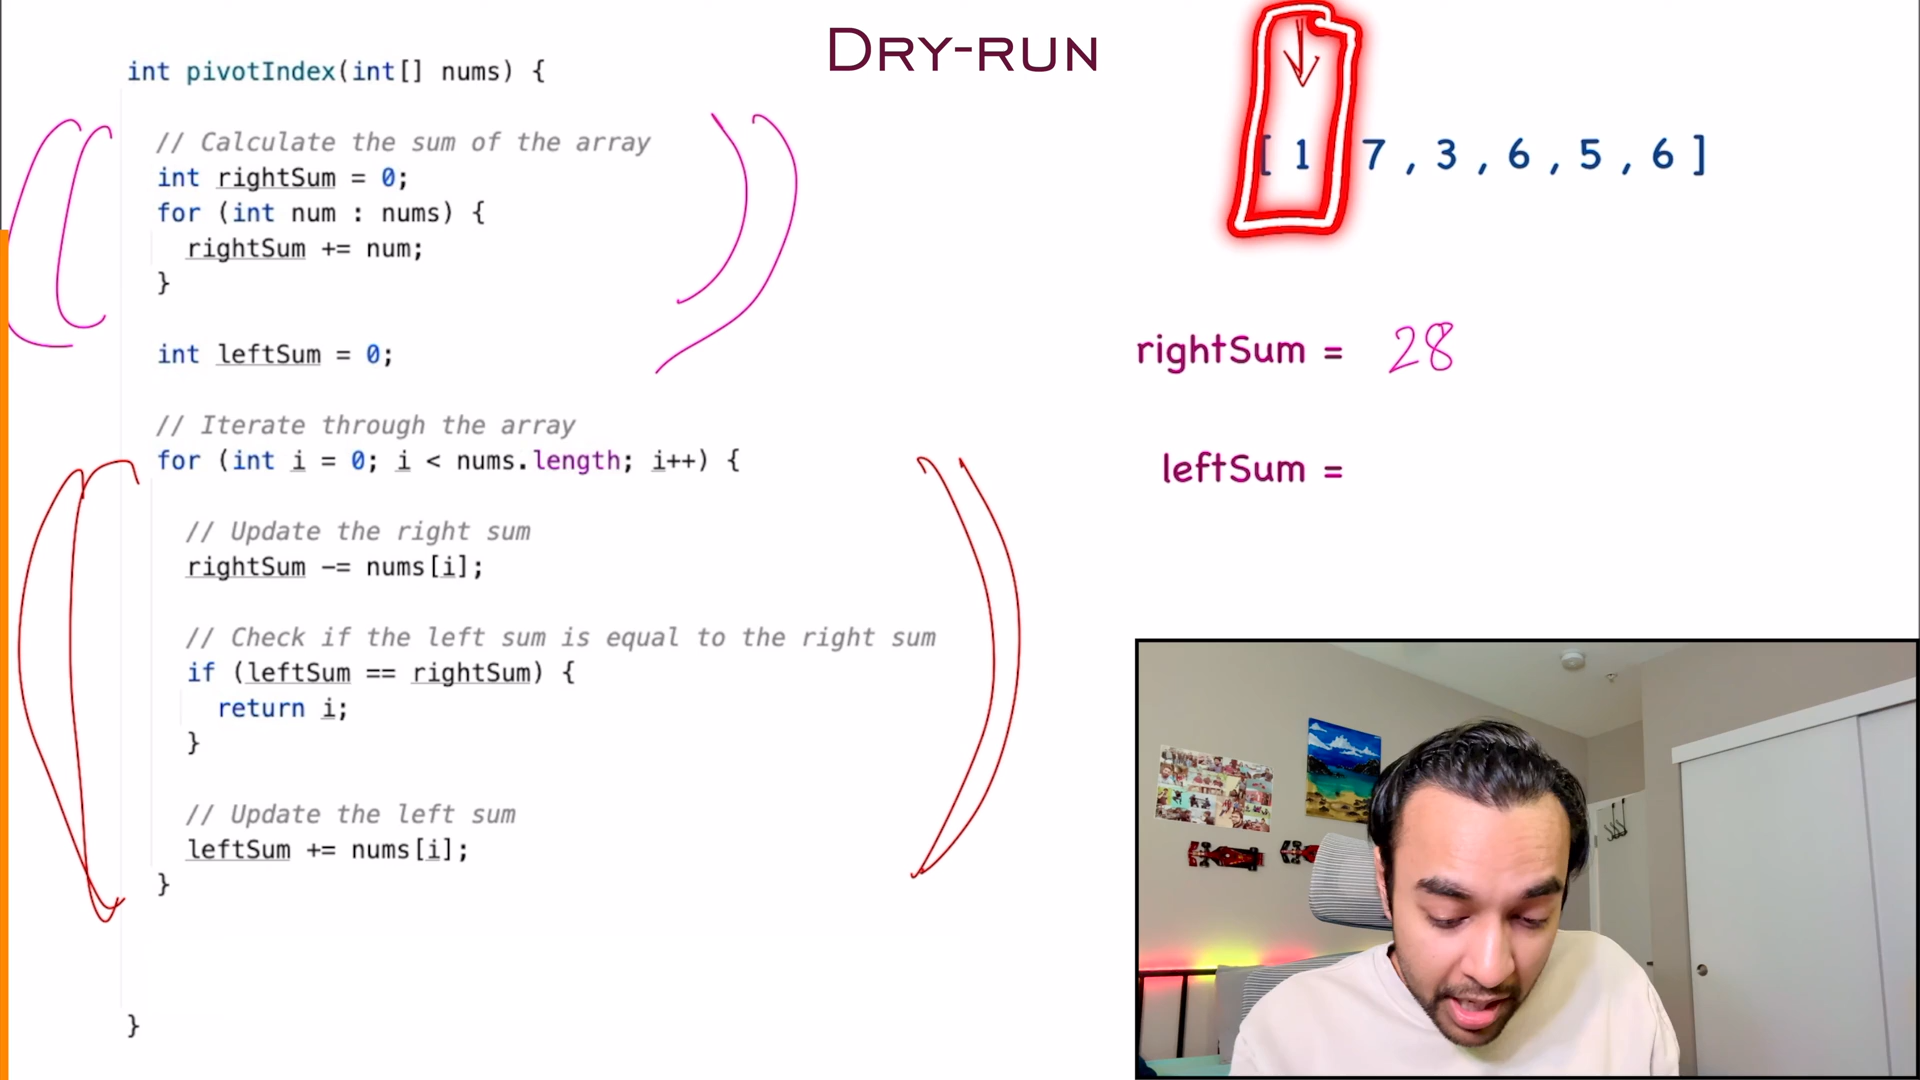 DRY-RUN
int pivotIndex(int[] nums) {
// Calculate the sum of the array
int rightSum = 0;
for (int num : nums) {
rightSum += num;
}
int leftSum = 0;
// Iterate through the array
for (int i = 0; i < nums.length; i++) {
// Update the right sum
rightSum -= nums[i];
// Check if the left sum is equal to the right sum
if (leftSum == rightSum) {
return i;
}
// Update the left sum
leftSum += nums[i];
}
}
[ 1 7 , 3 , 6 , 5 , 6 ]
rightSum = 28
leftSum =